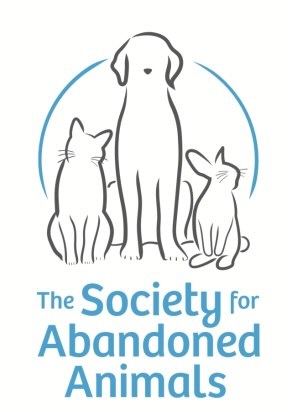 The Society for
Abandoned
Animals